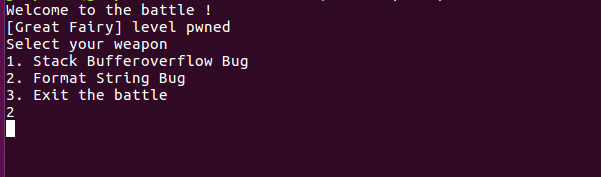 Welcome to the battle !
[Great Fairy] level pwned
Select your weapon
1. Stack Bufferoverflow Bug
2. Format String Bug
3. Exit the battle
2